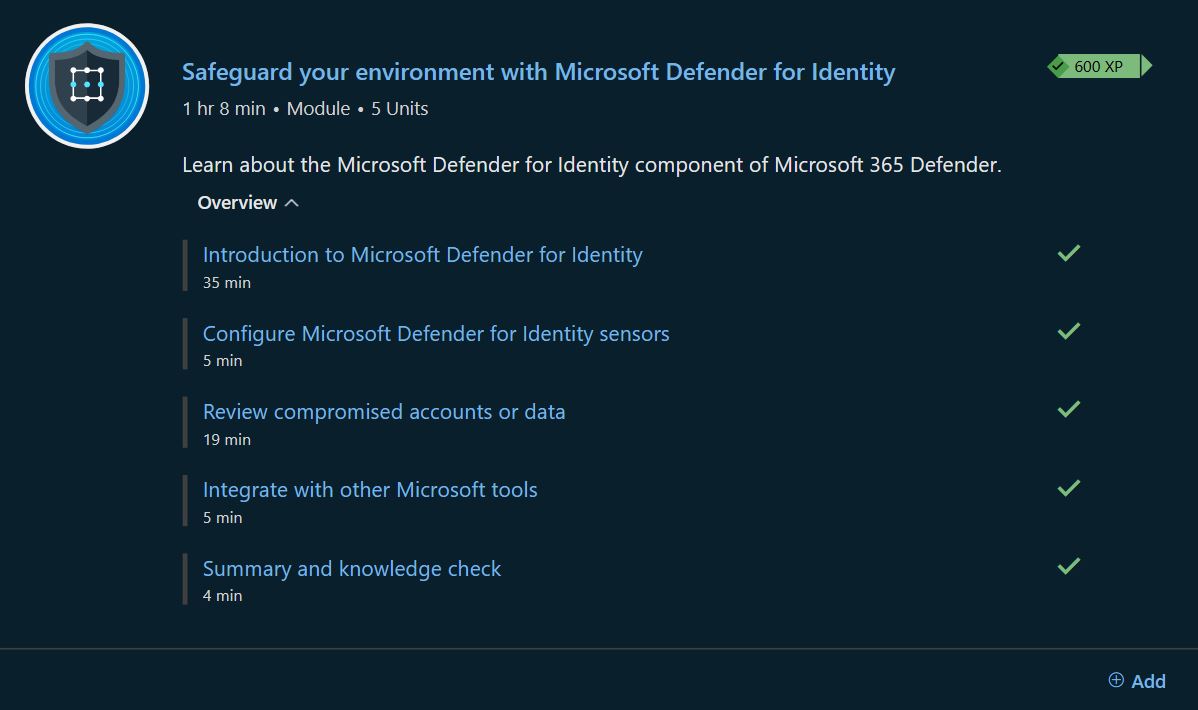 Safeguard your environment with Microsoft Defender for Identity
600 XP
1 hr 8 min • Module • 5 Units
Learn about the Microsoft Defender for Identity component of Microsoft 365 Defender.
Overview
Introduction to Microsoft Defender for Identity
35 min
Configure Microsoft Defender for Identity sensors
5 min
Review compromised accounts or data
19 min
Integrate with other Microsoft tools
5 min
Summary and knowledge check
4 min
Add